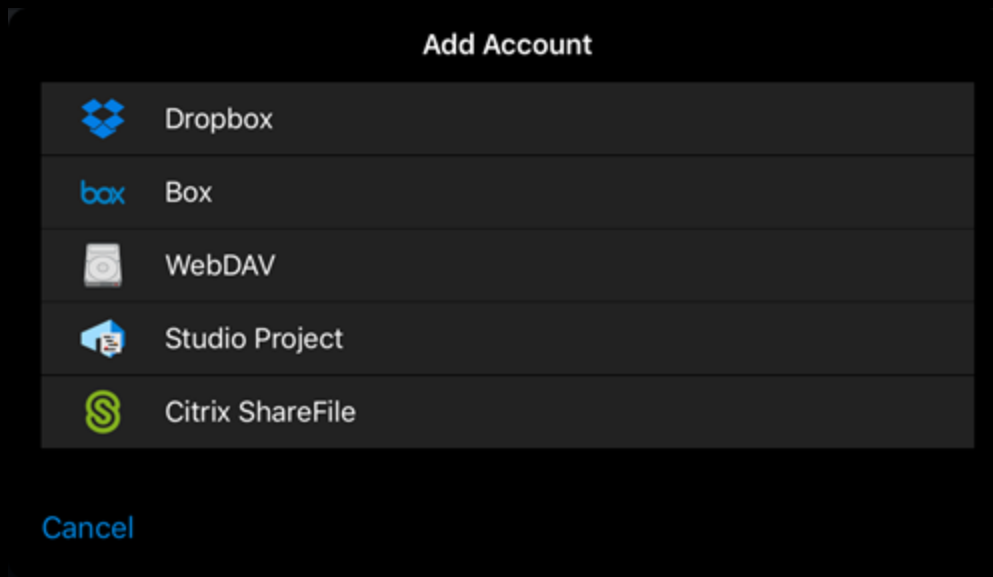 Add Account
Dropbox
box Box
WebDAV
Studio Project
Citrix ShareFile
Cancel